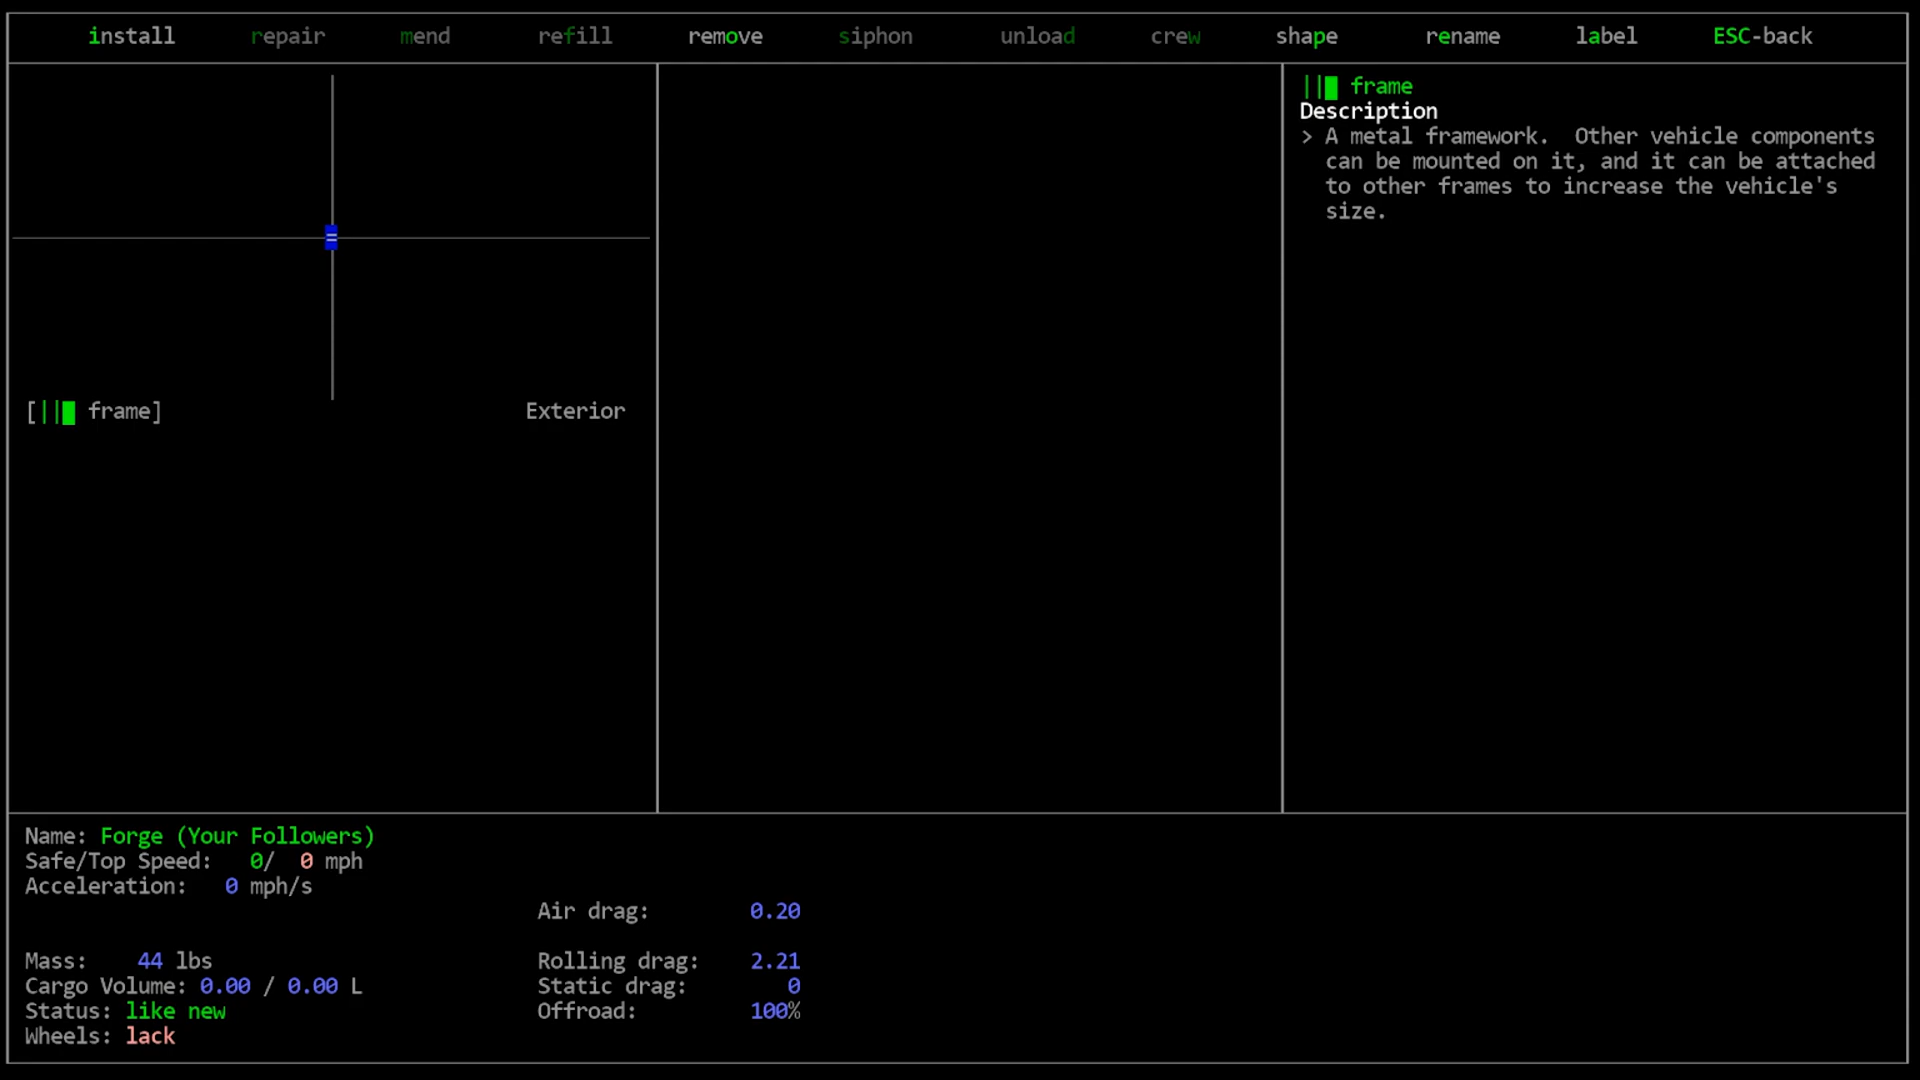 install repair mend refill remove siphon unload crew shape rename label ESC-back
|| frame
Description
> A metal framework. Other vehicle components
can be mounted on it, and it can be attached
to other frames to increase the vehicle's
size.
=
[|| frame] Exterior
Name: Forge (Your Followers)
Safe/Top Speed: 0/ 0 mph
Acceleration: 0 mph/s
Air drag: 0.20
Mass: 44 lbs Rolling drag: 2.21
Cargo Volume: 0.00 / 0.00 L Static drag: 0
Status: like new Offroad: 100%
Wheels: lack